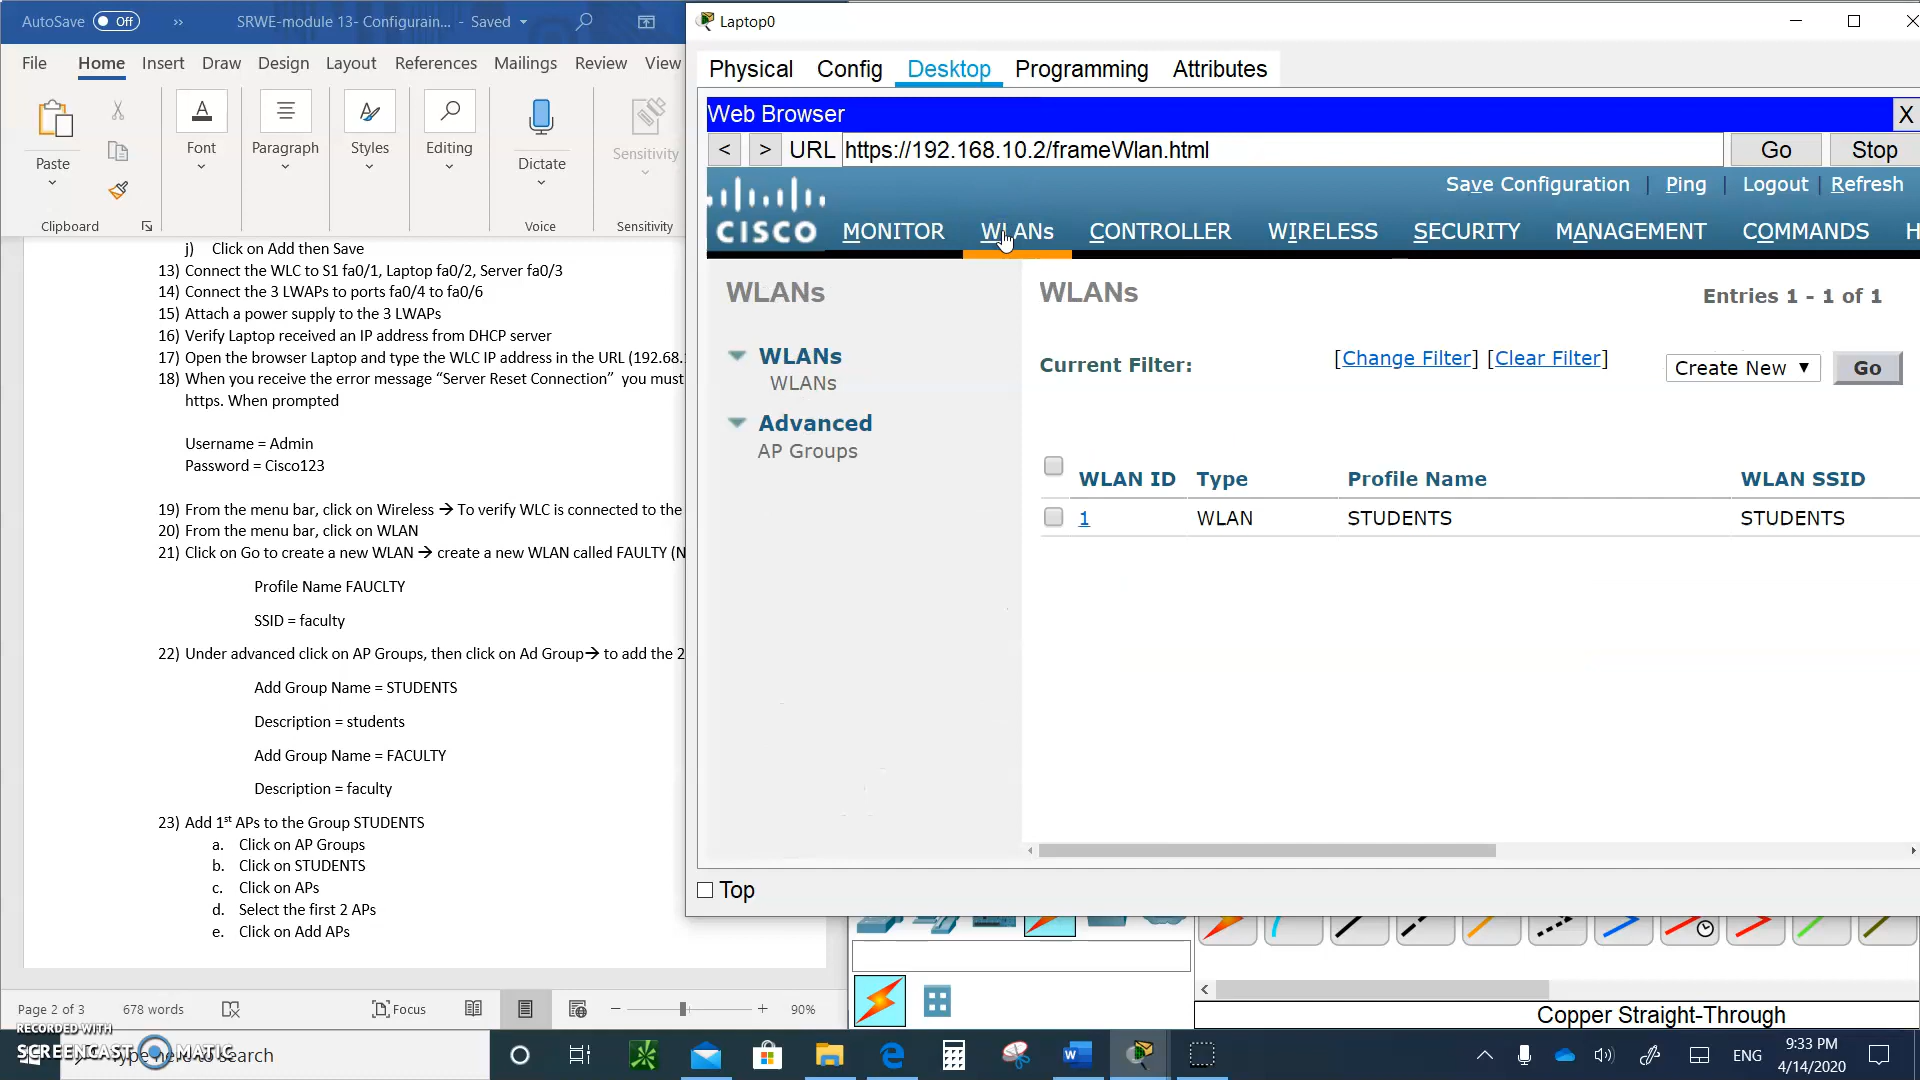 AutoSave Off
SRWE-module 13- Configurain... - Saved
File Home Insert Draw Design Layout References Mailings Review View
Paste
Font
Paragraph
Styles
Editing
Dictate
Sensitivity
Clipboard
Voice
Sensitivity
j) Click on Add then Save
13) Connect the WLC to S1 fa0/1, Laptop fa0/2, Server fa0/3
14) Connect the 3 LWAPs to ports fa0/4 to fa0/6
15) Attach a power supply to the 3 LWAPs
16) Verify Laptop received an IP address from DHCP server
17) Open the browser Laptop and type the WLC IP address in the URL (192.68.
18) When you receive the error message “Server Reset Connection” you must
https. When prompted
Username = Admin
Password = Cisco123
19) From the menu bar, click on Wireless → To verify WLC is connected to the
20) From the menu bar, click on WLAN
21) Click on Go to create a new WLAN → create a new WLAN called FAULTY (N
Profile Name FAUCLTY
SSID = faculty
22) Under advanced click on AP Groups, then click on Ad Group→ to add the 2
Add Group Name = STUDENTS
Description = students
Add Group Name = FACULTY
Description = faculty
23) Add 1st APs to the Group STUDENTS
a. Click on AP Groups
b. Click on STUDENTS
c. Click on APs
d. Select the first 2 APs
e. Click on Add APs
Page 2 of 3 678 words Focus 90%
Laptop0
Physical Config Desktop Programming Attributes
Web Browser X
< > URL https://192.168.10.2/frameWlan.html Go Stop
Save Configuration | Ping | Logout | Refresh
CISCO MONITOR WLANs CONTROLLER WIRELESS SECURITY MANAGEMENT COMMANDS H
WLANs
WLANs
WLANs
Advanced
AP Groups
WLANs Entries 1 - 1 of 1
Current Filter: [Change Filter] [Clear Filter] Create New Go
WLAN ID Type Profile Name WLAN SSID
1 WLAN STUDENTS STUDENTS
Top
Copper Straight-Through
RECORDED WITH
SCREENCAST MATIC
Type here to search
ENG
9:33 PM
4/14/2020